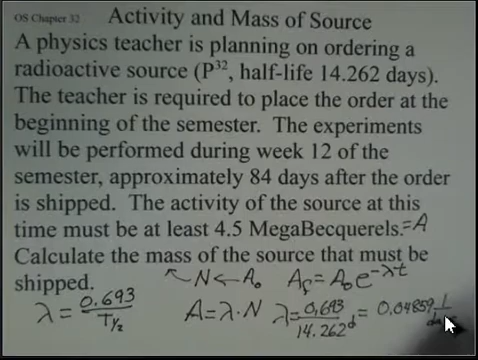 OS Chapter 32 Activity and Mass of Source
A physics teacher is planning on ordering a
radioactive source (P³², half-life 14.262 days).
The teacher is required to place the order at the
beginning of the semester. The experiments
will be performed during week 12 of the
semester, approximately 84 days after the order
is shipped. The activity of the source at this
time must be at least 4.5 MegaBecquerels. = A
Calculate the mass of the source that must be
shipped. ← N ← A₀ A_f = A₀e^(-λt)
λ = 0.693/T_½ A = λ·N λ = 0.693/14.262 d = 0.04859 1/